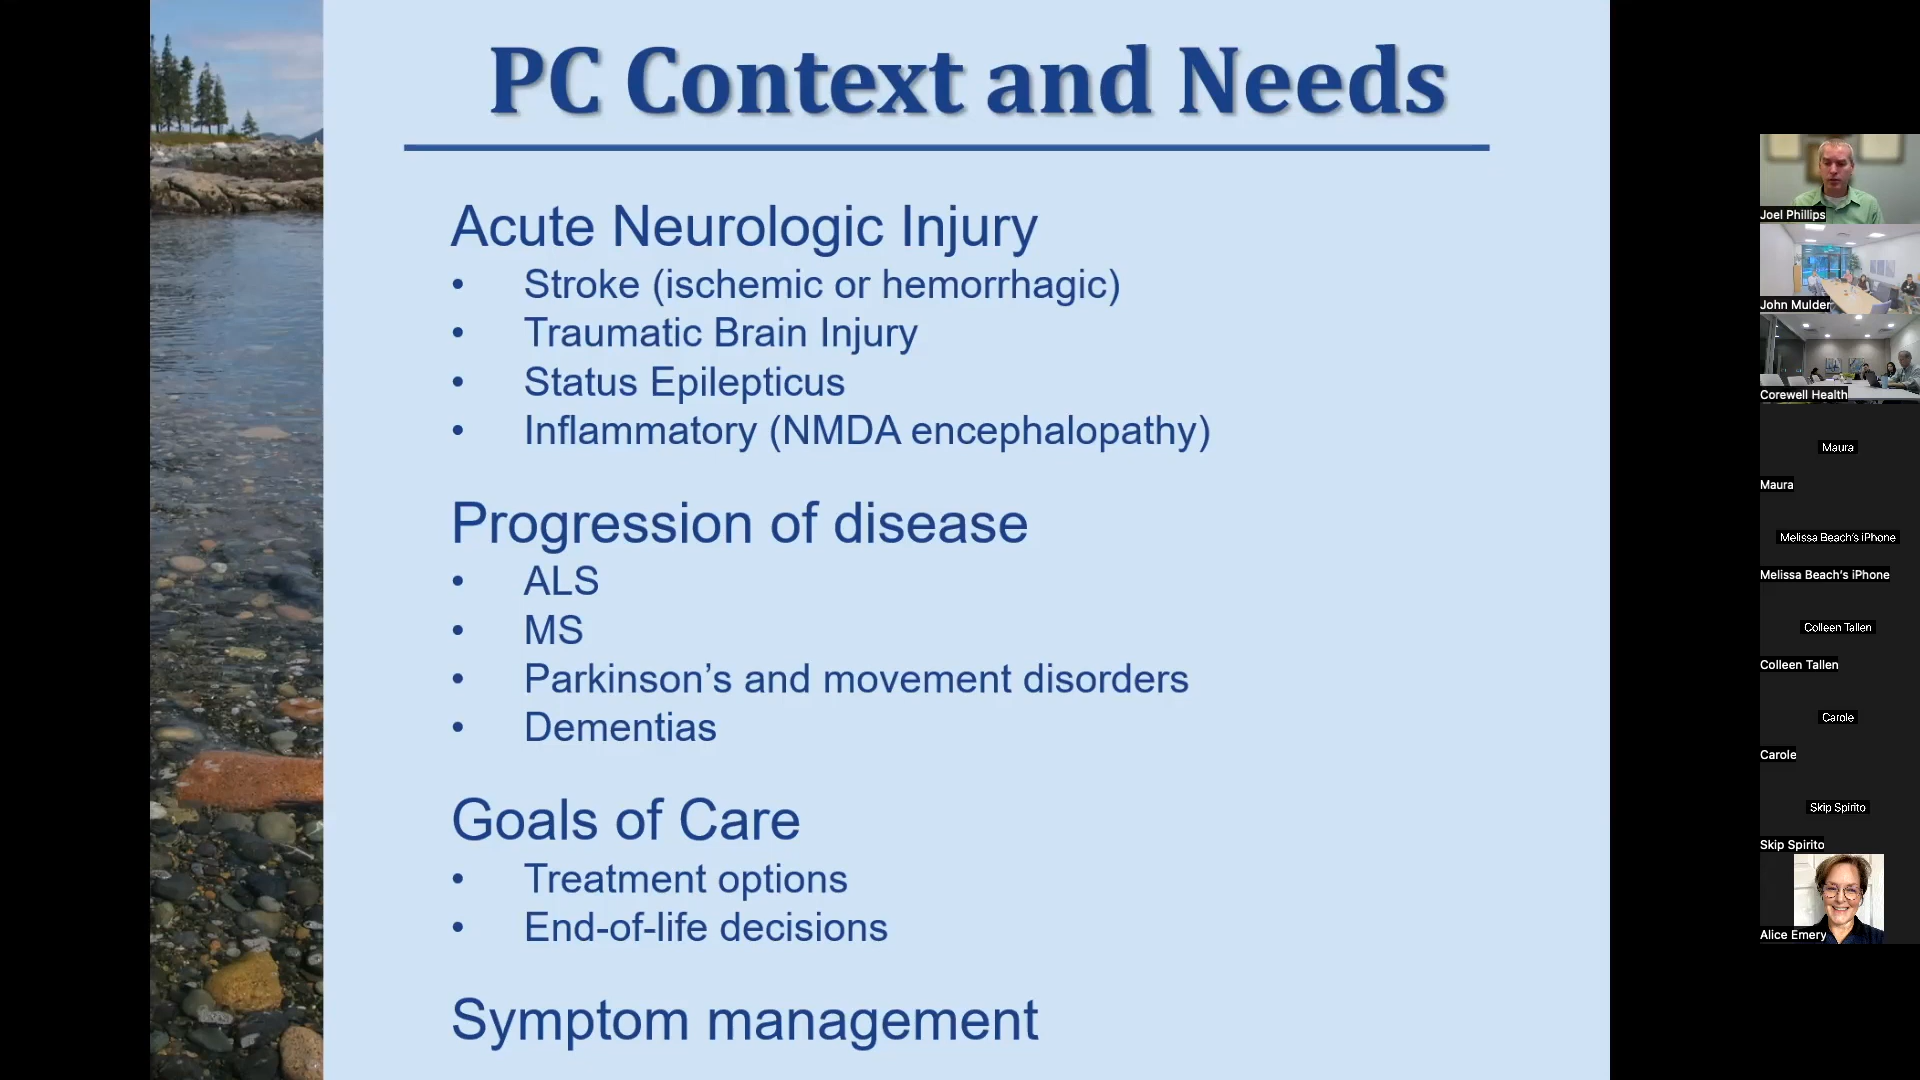 PC Context and Needs
Acute Neurologic Injury
• Stroke (ischemic or hemorrhagic)
• Traumatic Brain Injury
• Status Epilepticus
• Inflammatory (NMDA encephalopathy)
Progression of disease
• ALS
• MS
• Parkinson’s and movement disorders
• Dementias
Goals of Care
• Treatment options
• End-of-life decisions
Symptom management
Joel Phillips
John Mulder
Corewell Health
Maura
Maura
Melissa Beach’s iPhone
Melissa Beach’s iPhone
Colleen Tallen
Colleen Tallen
Carole
Carole
Skip Spirito
Skip Spirito
Alice Emery